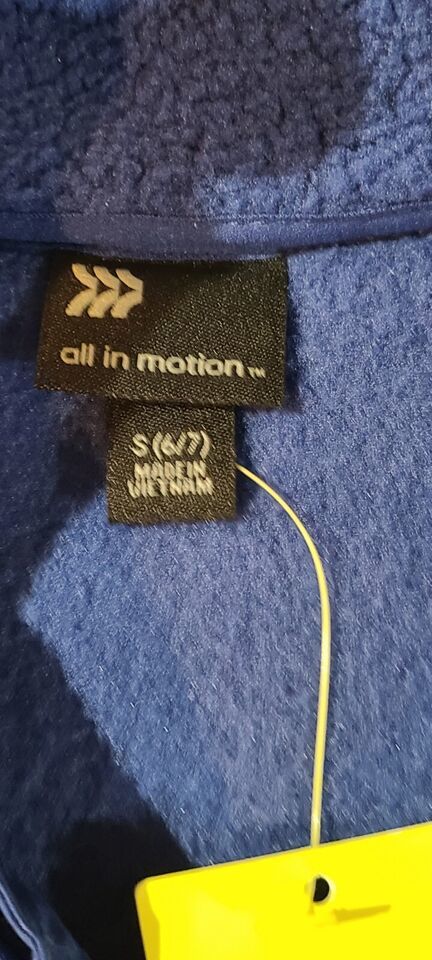 all in motion™
S (6/7)
MADE IN
VIETNAM